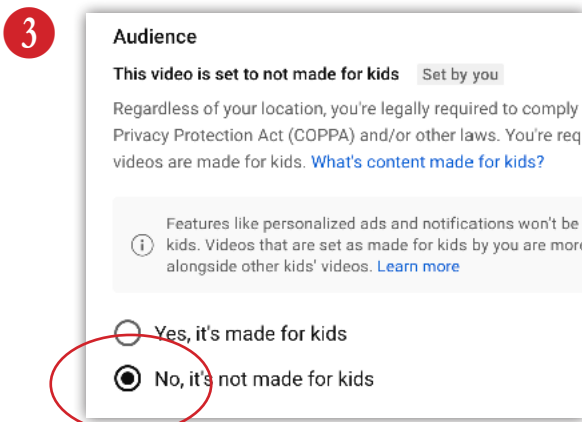 3
Audience
This video is set to not made for kids Set by you
Regardless of your location, you're legally required to comply
Privacy Protection Act (COPPA) and/or other laws. You're req
videos are made for kids. What's content made for kids?
Features like personalized ads and notifications won't be
kids. Videos that are set as made for kids by you are more
alongside other kids' videos. Learn more
Yes, it's made for kids
No, it's not made for kids